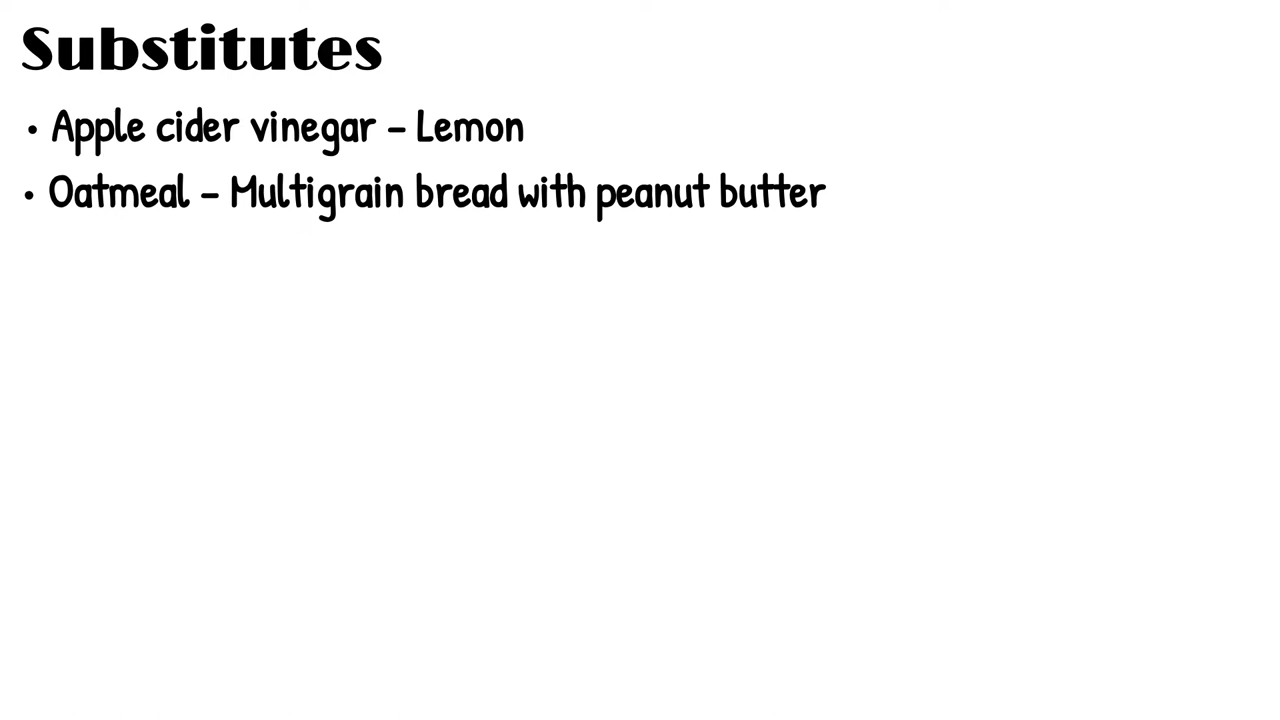 Substitutes
• Apple cider vinegar - Lemon
• Oatmeal - Multigrain bread with peanut butter